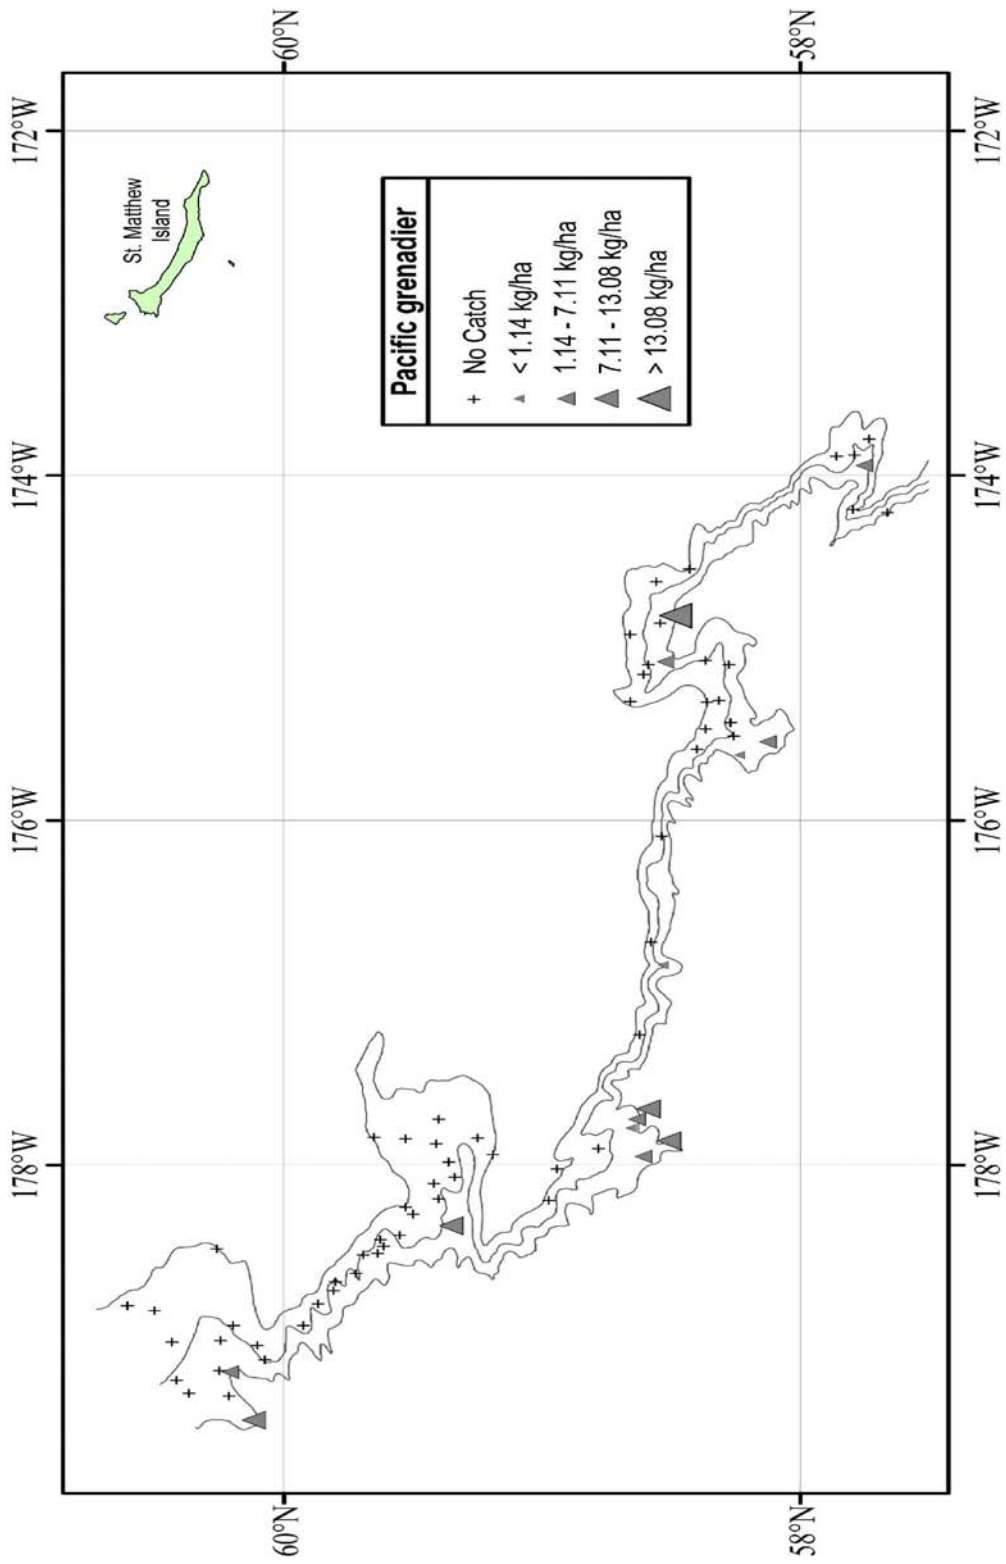 60°N
58°N
172°W
174°W
176°W
178°W
St. Matthew
Island
Pacific grenadier
No Catch
< 1.14 kg/ha
1.14 - 7.11 kg/ha
7.11 - 13.08 kg/ha
> 13.08 kg/ha
172°W
174°W
176°W
178°W
60°N
58°N